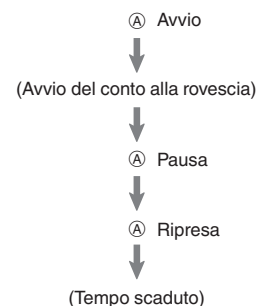 Ⓐ Avvio
(Avvio del conto alla rovescia)
Ⓐ Pausa
Ⓐ Ripresa
(Tempo scaduto)